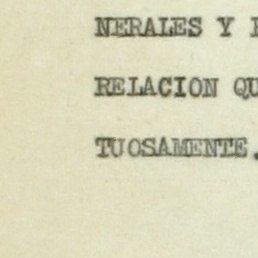 NERALES Y
RELACION QU
TUOSAMENTE.